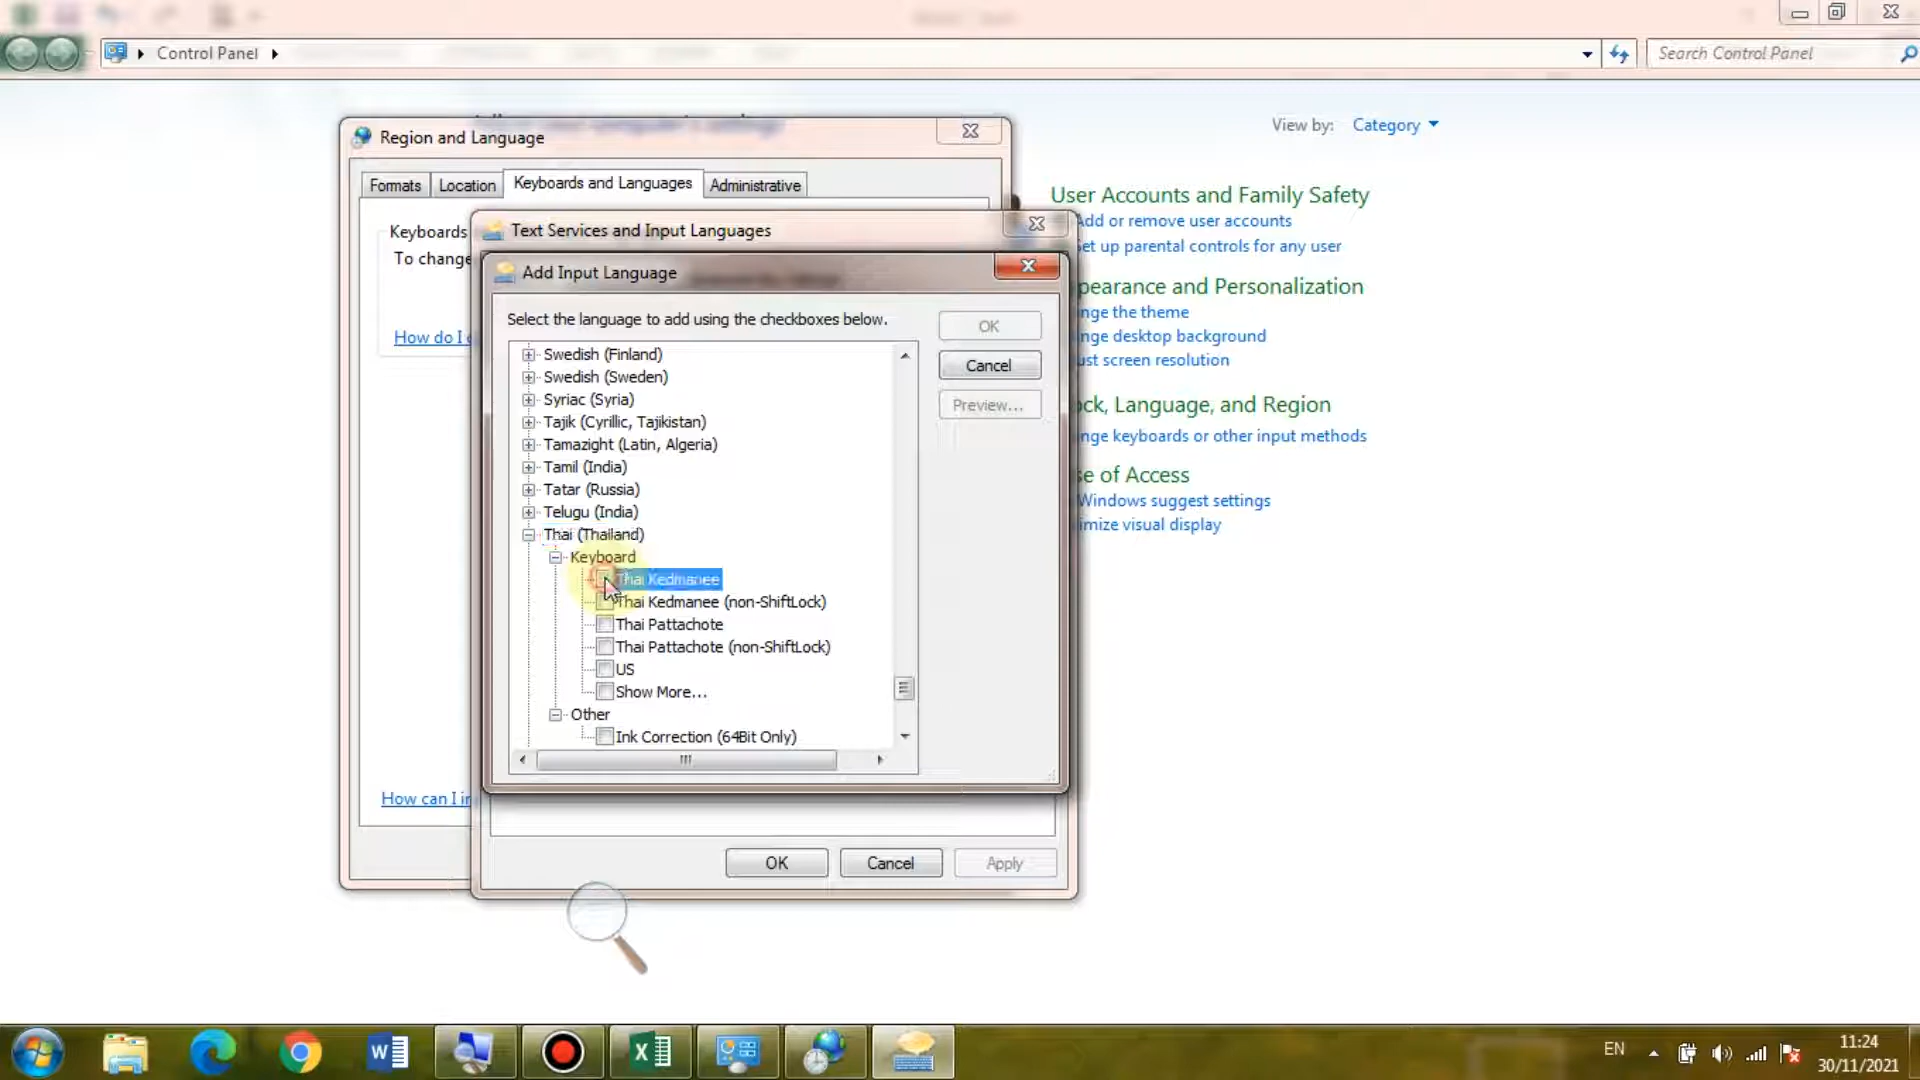 Control Panel
Search Control Panel
View by: Category
Region and Language
Formats
Location
Keyboards and Languages
Administrative
Keyboards
To change
How do I
How can I
Text Services and Input Languages
Add Input Language
Select the language to add using the checkboxes below.
OK
Cancel
Preview...
Swedish (Finland)
Swedish (Sweden)
Syriac (Syria)
Tajik (Cyrillic, Tajikistan)
Tamazight (Latin, Algeria)
Tamil (India)
Tatar (Russia)
Telugu (India)
Thai (Thailand)
Keyboard
Thai Kedmanee
Thai Kedmanee (non-ShiftLock)
Thai Pattachote
Thai Pattachote (non-ShiftLock)
US
Show More...
Other
Ink Correction (64Bit Only)
OK
Cancel
Apply
User Accounts and Family Safety
Add or remove user accounts
et up parental controls for any user
pearance and Personalization
nge the theme
nge desktop background
ust screen resolution
ck, Language, and Region
nge keyboards or other input methods
se of Access
Windows suggest settings
imize visual display
EN
11:24
30/11/2021